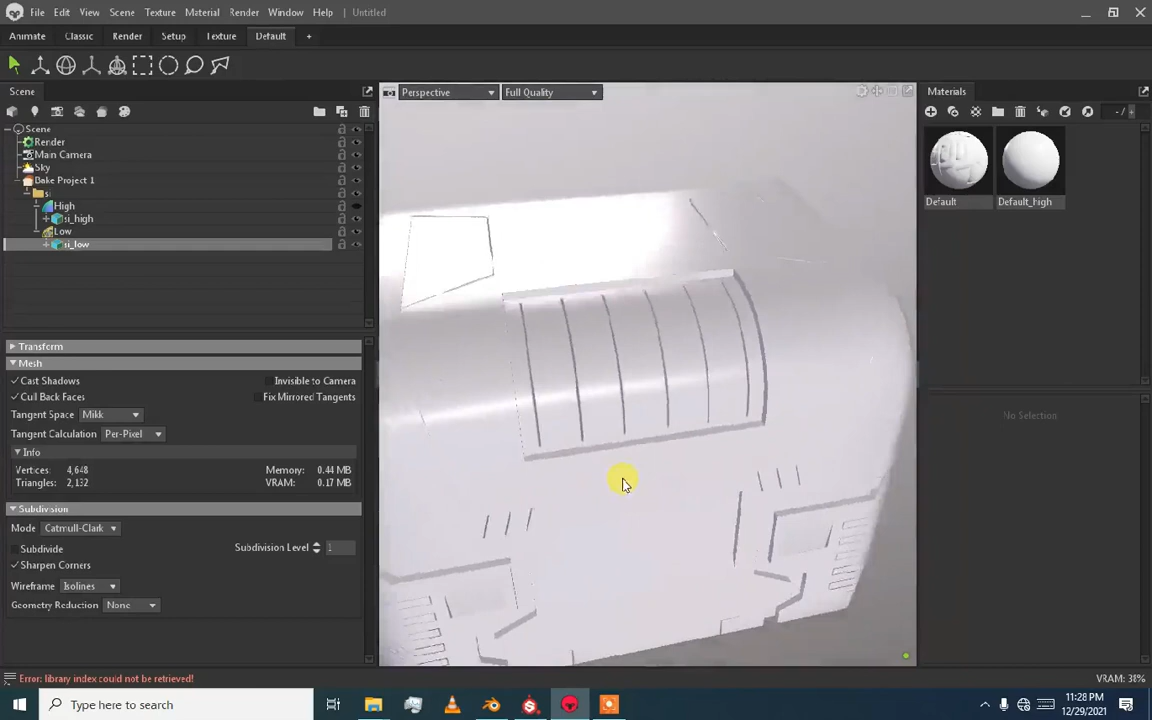 File Edit View Scene Texture Material Render Window Help Untitled
Animate Classic Render Setup Texture Default +
Scene
Perspective Full Quality
Materials
- / +
Scene
Render
Main Camera
Sky
Bake Project 1
si
High
si_high
Low
si_low
Default Default_high
Transform
Mesh
Cast Shadows Invisible to Camera
Cull Back Faces Fix Mirrored Tangents
Tangent Space Mikk
Tangent Calculation Per-Pixel
Info
Vertices: 4,648 Memory: 0.44 MB
Triangles: 2,132 VRAM: 0.17 MB
Subdivision
Mode Catmull-Clark
Subdivide Subdivision Level 1
Sharpen Corners
Wireframe Isolines
Geometry Reduction None
No Selection
Error: library index could not be retrieved! VRAM: 38%
Type here to search
11:28 PM
12/29/2021